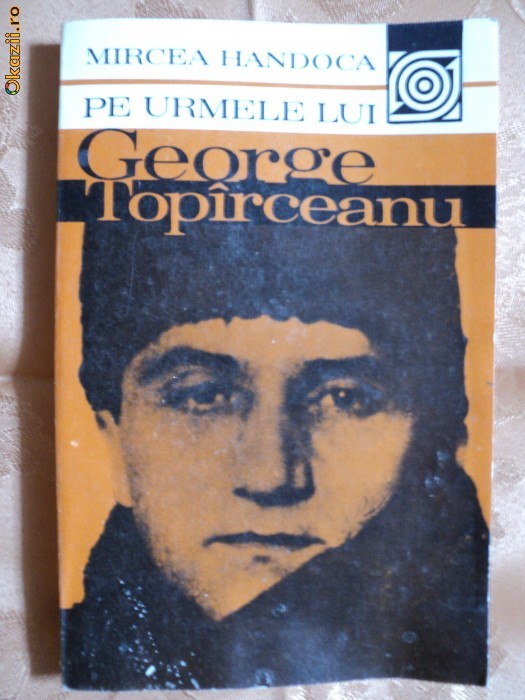 Okazii.ro
MIRCEA HANDOCA
PE URMELE LUI
George
Topîrceanu